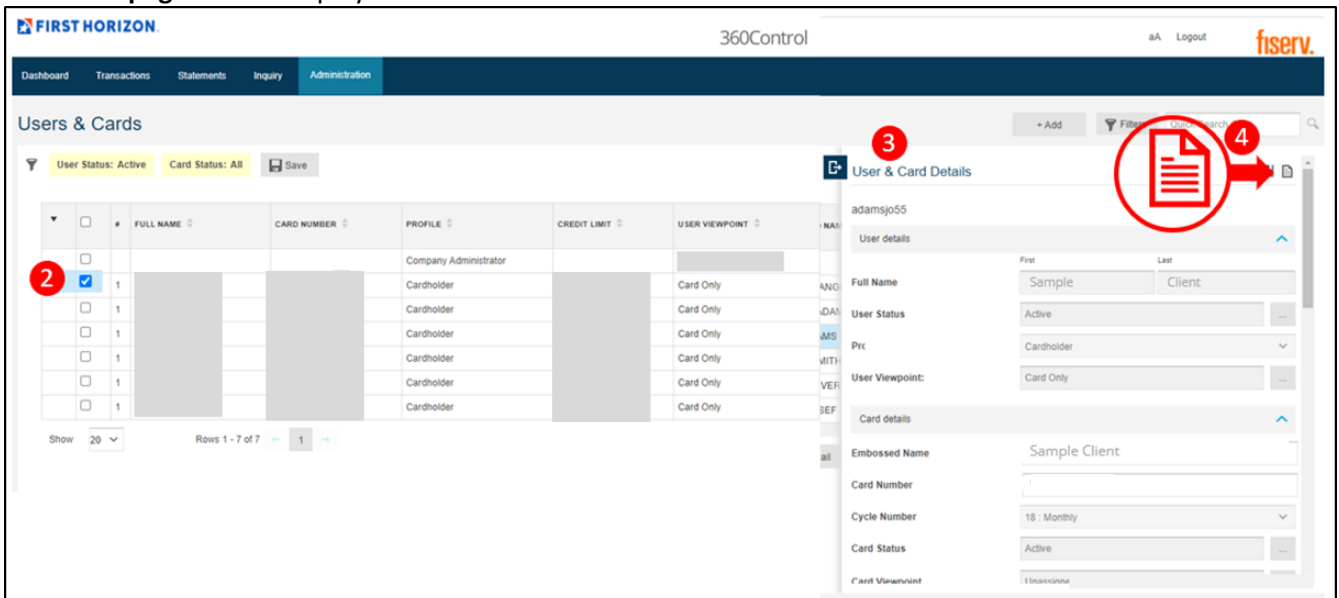 FIRST HORIZON.
360Control
aA Logout
fiserv.
Dashboard Transactions Statements Inquiry Administration
Users & Cards
+ Add Filter Quick Search
User Status: Active Card Status: All Save
3
4
User & Card Details
adamsjo55
User details
# FULL NAME CARD NUMBER PROFILE CREDIT LIMIT USER VIEWPOINT
First Last
Company Administrator
2
1 Cardholder Card Only
Full Name Sample Client
1 Cardholder Card Only
User Status Active ...
1 Cardholder Card Only
Cardholder
1 Cardholder Card Only
User Viewpoint: Card Only ...
1 Cardholder Card Only
1 Cardholder Card Only
Card details
Show 20 Rows 1 - 7 of 7 ← 1 →
Embossed Name Sample Client
Card Number
Cycle Number 18 : Monthly
Card Status Active ...
Card Viewpoint